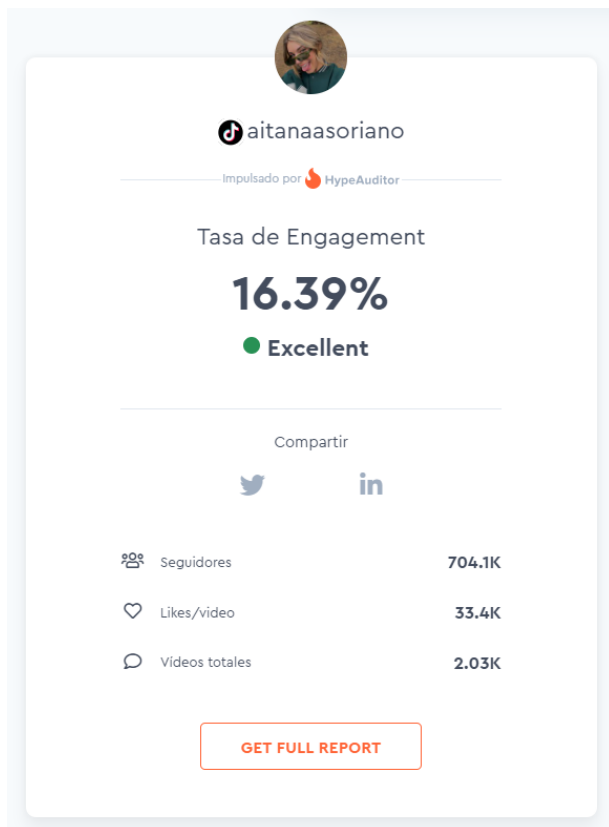 aitanaasoriano
Impulsado por HypeAuditor
Tasa de Engagement
16.39%
Excellent
Compartir
in
Seguidores 704.1K
Likes/video 33.4K
Vídeos totales 2.03K
GET FULL REPORT